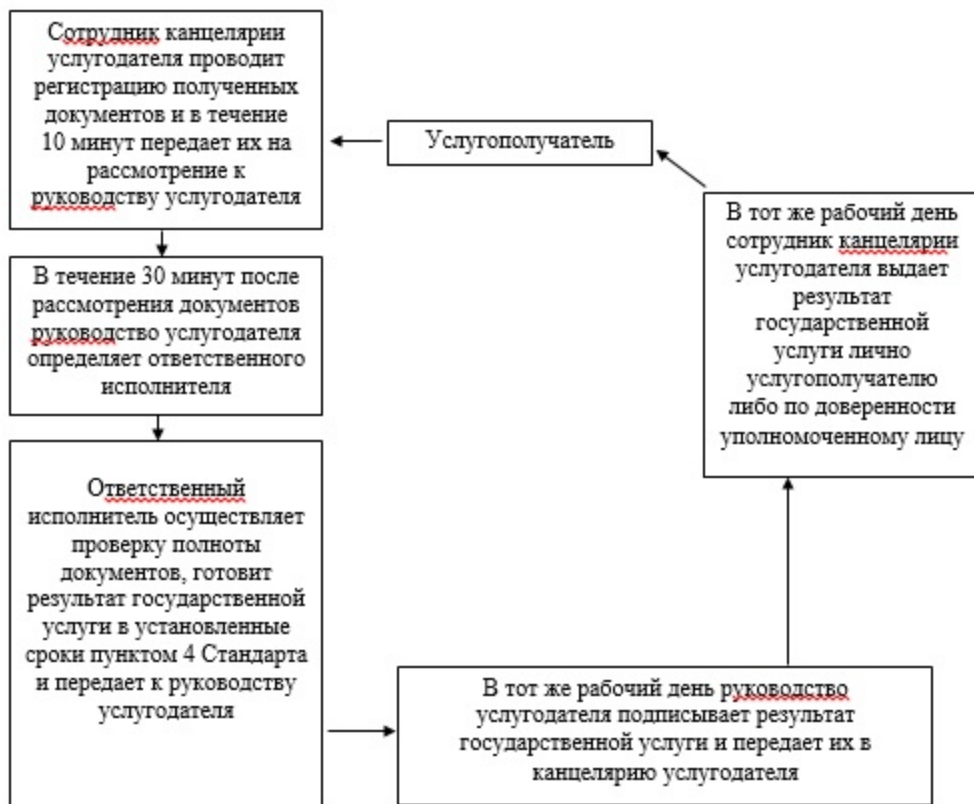 Сотрудник канцелярии
услугодателя проводит
регистрацию полученных
документов и в течение
10 минут передает их на
рассмотрение к
руководству услугодателя
Услугополучатель
В течение 30 минут после
рассмотрения документов
руководство услугодателя
определяет ответственного
исполнителя
Ответственный
исполнитель осуществляет
проверку полноты
документов, готовит
результат государственной
услуги в установленные
сроки пунктом 4 Стандарта
и передает к руководству
услугодателя
В тот же рабочий день руководство
услугодателя подписывает результат
государственной услуги и передает их в
канцелярию услугодателя
В тот же рабочий день
сотрудник канцелярии
услугодателя выдает
результат
государственной
услуги лично
услугополучателю
либо по доверенности
уполномоченному лицу